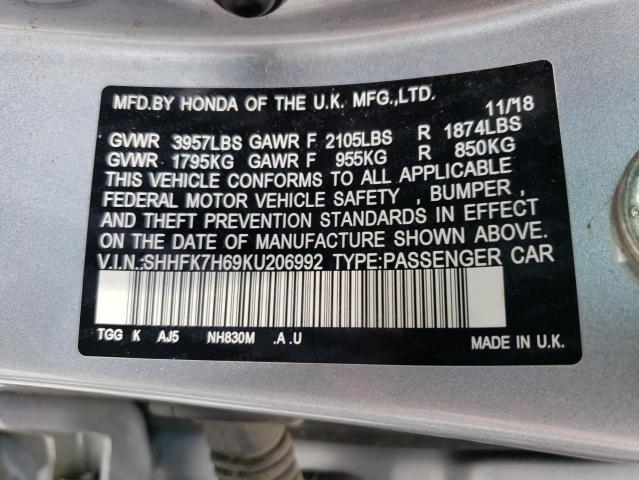 MFD.BY HONDA OF THE U.K. MFG.,LTD. 11/'18
GVWR 3957LBS GAWR F 2105LBS R 1874LBS
GVWR 1795KG GAWR F 955KG R 850KG
THIS VEHICLE CONFORMS TO ALL APPLICABLE
FEDERAL MOTOR VEHICLE SAFETY , BUMPER ,
AND THEFT PREVENTION STANDARDS IN EFFECT
ON THE DATE OF MANUFACTURE SHOWN ABOVE.
V.I.N.:SHHFK7H69KU206992 TYPE:PASSENGER CAR
TGG K AJ5 NH830M .A .U MADE IN U.K.